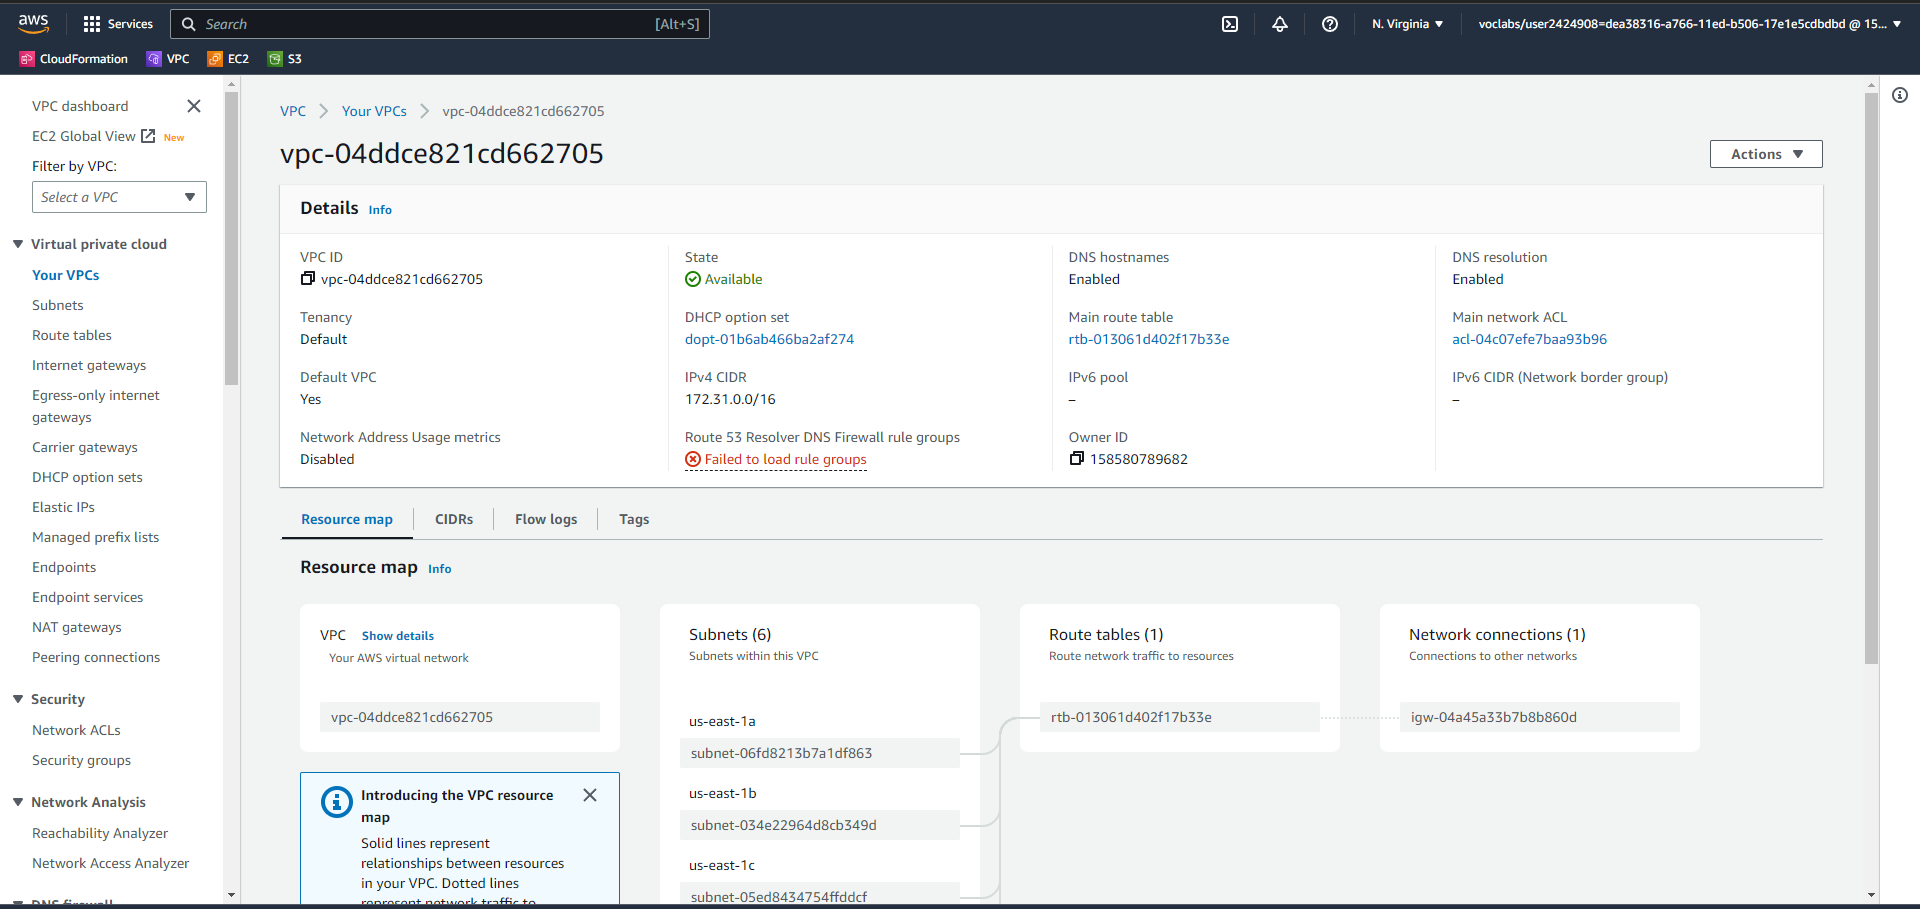 aws
Services
Search
[Alt+S]
N. Virginia
voclabs/user2424908=dea38316-a766-11ed-b506-17e1e5cdbdbd @ 15...
CloudFormation
VPC
EC2
S3
VPC dashboard
EC2 Global View
New
Filter by VPC:
Select a VPC
Virtual private cloud
Your VPCs
Subnets
Route tables
Internet gateways
Egress-only internet
gateways
Carrier gateways
DHCP option sets
Elastic IPs
Managed prefix lists
Endpoints
Endpoint services
NAT gateways
Peering connections
Security
Network ACLs
Security groups
Network Analysis
Reachability Analyzer
Network Access Analyzer
DNS firewall
VPC
Your VPCs
vpc-04ddce821cd662705
vpc-04ddce821cd662705
Actions
Details
Info
VPC ID
vpc-04ddce821cd662705
State
Available
DNS hostnames
Enabled
DNS resolution
Enabled
Tenancy
Default
DHCP option set
dopt-01b6ab466ba2af274
Main route table
rtb-013061d402f17b33e
Main network ACL
acl-04c07efe7baa93b96
Default VPC
Yes
IPv4 CIDR
172.31.0.0/16
IPv6 pool
–
IPv6 CIDR (Network border group)
–
Network Address Usage metrics
Disabled
Route 53 Resolver DNS Firewall rule groups
Failed to load rule groups
Owner ID
158580789682
Resource map
CIDRs
Flow logs
Tags
Resource map
Info
VPC
Show details
Your AWS virtual network
vpc-04ddce821cd662705
Introducing the VPC resource
map
Solid lines represent
relationships between resources
in your VPC. Dotted lines
represent network traffic to
Subnets (6)
Subnets within this VPC
us-east-1a
subnet-06fd8213b7a1df863
us-east-1b
subnet-034e22964d8cb349d
us-east-1c
subnet-05ed8434754ffddcf
Route tables (1)
Route network traffic to resources
rtb-013061d402f17b33e
Network connections (1)
Connections to other networks
igw-04a45a33b7b8b860d